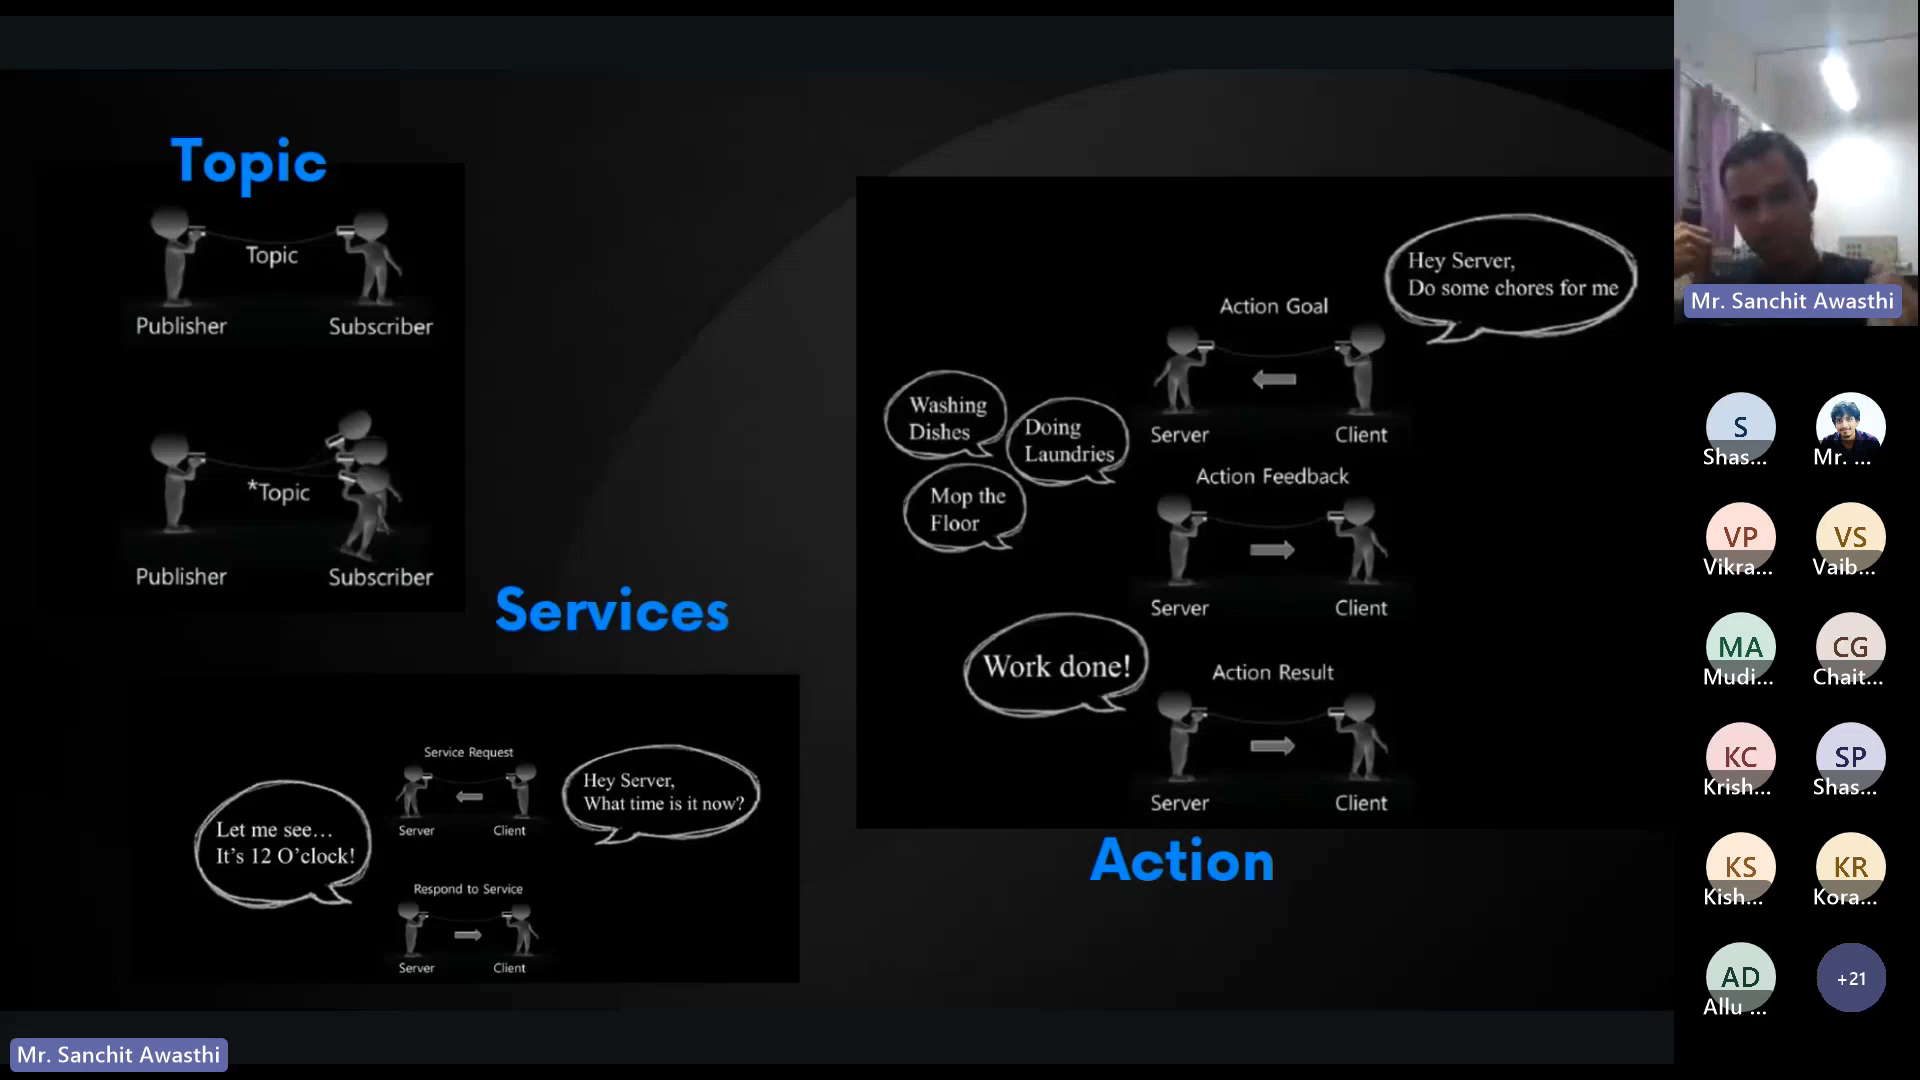 Topic
Topic
Publisher
Subscriber
*Topic
Publisher
Subscriber
Services
Service Request
Hey Server,
What time is it now?
Server
Client
Let me see...
It's 12 O'clock!
Respond to Service
Server
Client
Hey Server,
Do some chores for me
Action Goal
Server
Client
Washing
Dishes
Doing
Laundries
Mop the
Floor
Action Feedback
Server
Client
Work done!
Action Result
Server
Client
Action
Mr. Sanchit Awasthi
S
Shas...
Mr. ...
VP
Vikra...
VS
Vaib...
MA
Mudi...
CG
Chait...
KC
Krish...
SP
Shas...
KS
Kish...
KR
Kora...
AD
Allu ...
+21
Mr. Sanchit Awasthi